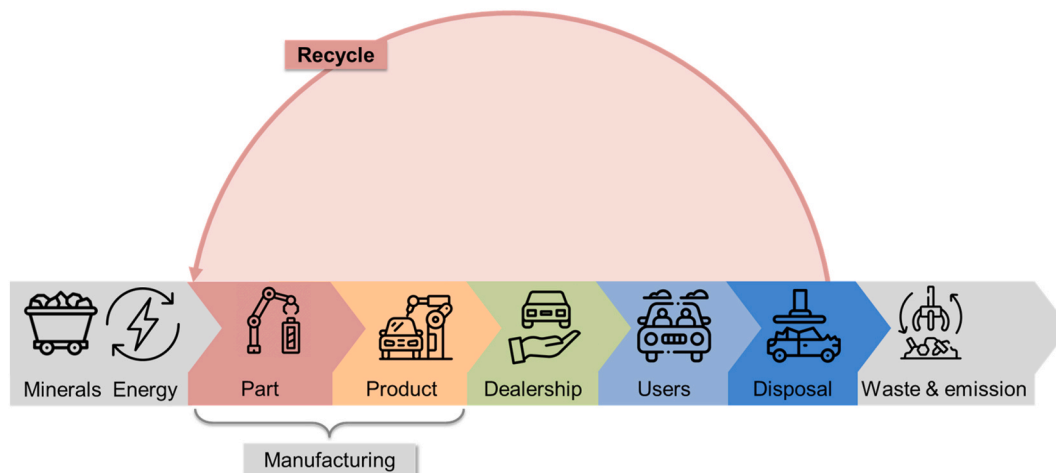 Recycle
Minerals Energy Part Product Dealership Users Disposal Waste & emission
Manufacturing